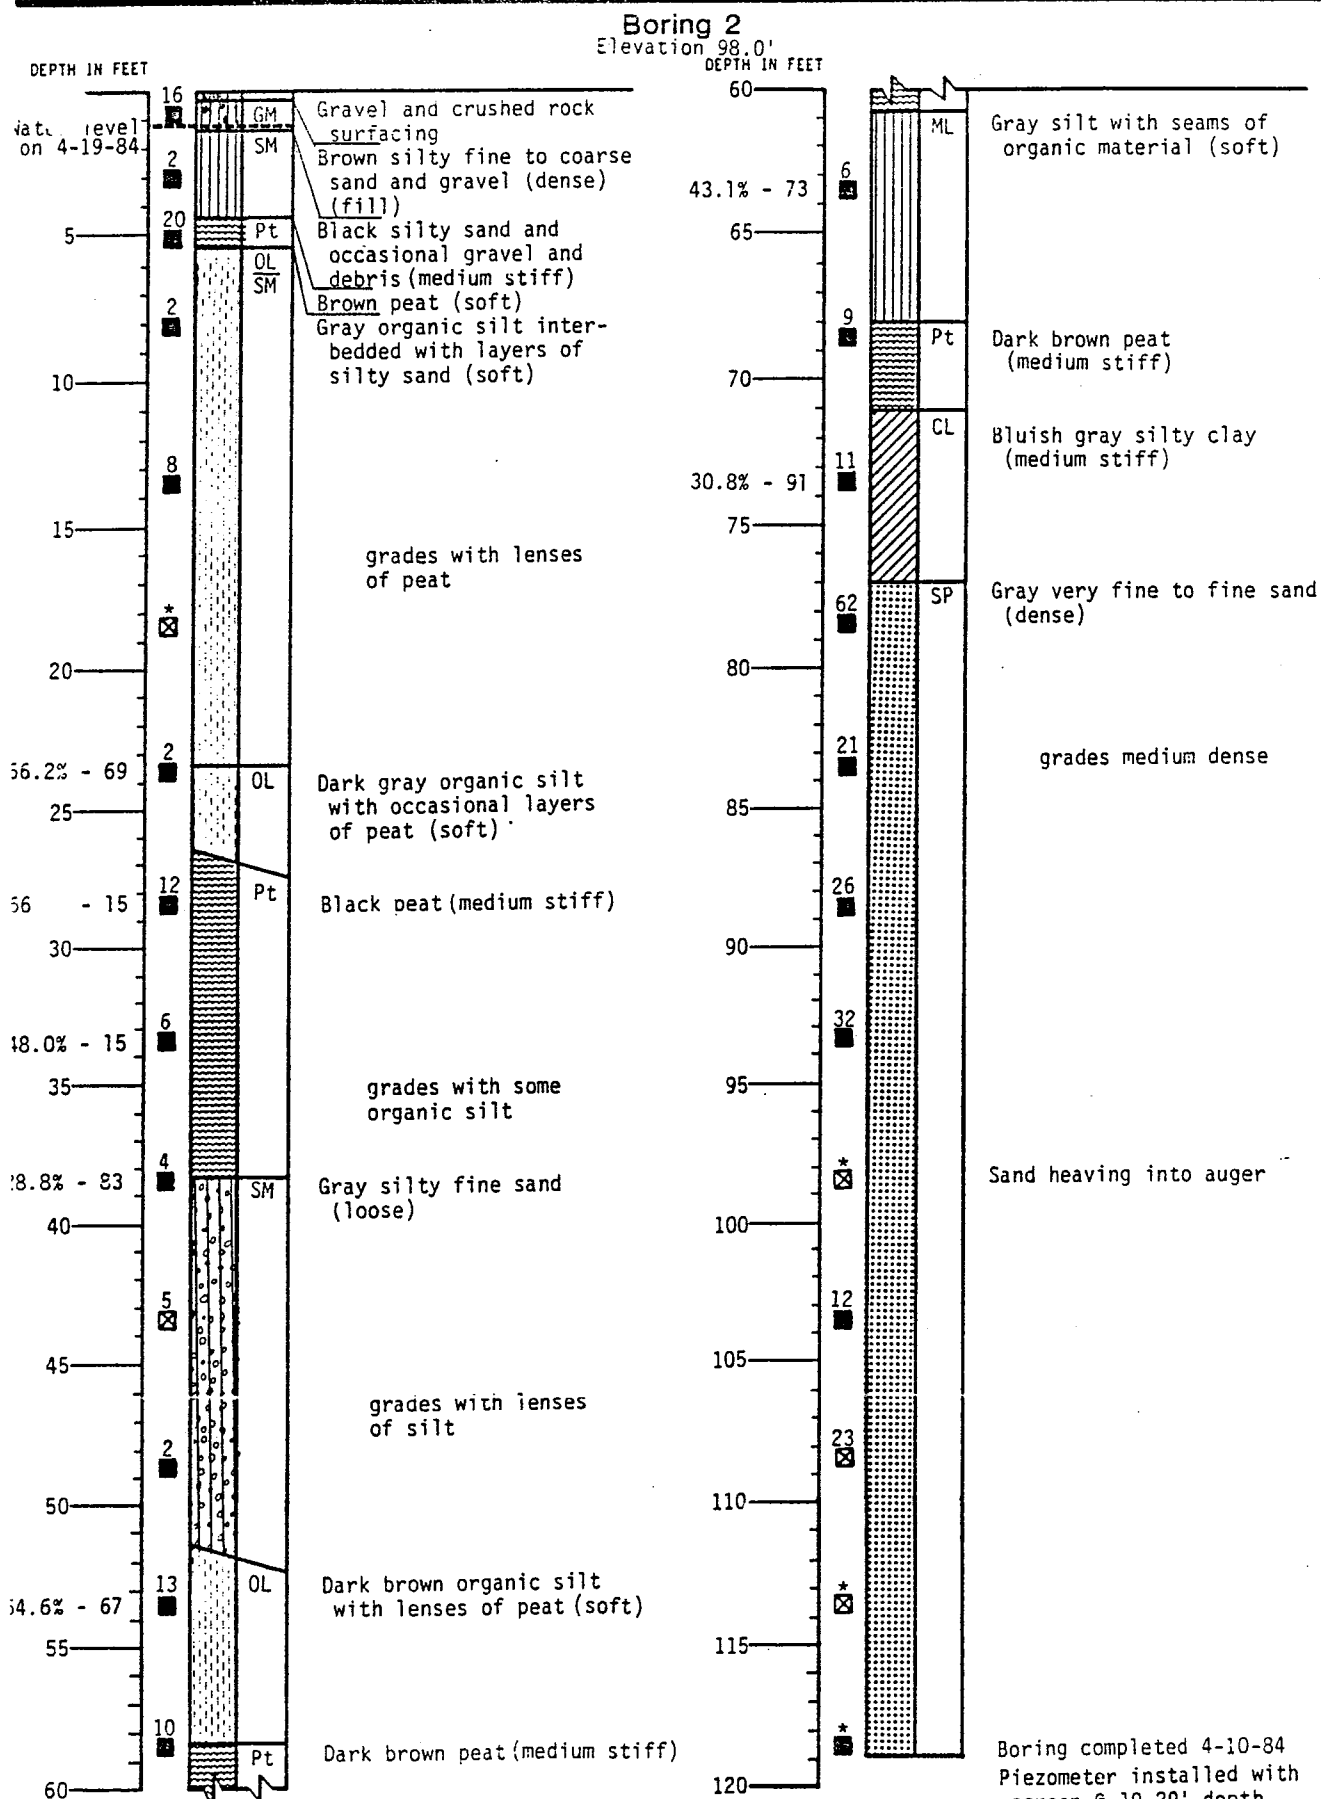 Boring 2
Elevation 98.0'
DEPTH IN FEET
16
GM
Gravel and crushed rock
surfacing
level
on 4-19-84
SM
2
Brown silty fine to coarse
sand and gravel (dense)
(fill)
20
5
Pt
Black silty sand and
occasional gravel and
debris (medium stiff)
OL
SM
Brown peat (soft)
2
Gray organic silt inter-
bedded with layers of
silty sand (soft)
10
8
15
grades with lenses
of peat
*
20
2
56.2% - 69
OL
Dark gray organic silt
with occasional layers
of peat (soft)
25
12
- 15
Pt
Black peat (medium stiff)
30
6
48.0% - 15
35
grades with some
organic silt
4
28.8% - 83
SM
Gray silty fine sand
(loose)
40
5
45
grades with lenses
of silt
2
50
13
54.6% - 67
OL
Dark brown organic silt
with lenses of peat (soft)
55
10
Pt
Dark brown peat (medium stiff)
60
DEPTH IN FEET
60
ML
Gray silt with seams of
organic material (soft)
6
43.1% - 73
65
9
Pt
Dark brown peat
(medium stiff)
70
CL
Bluish gray silty clay
(medium stiff)
11
30.8% - 91
75
SP
Gray very fine to fine sand
(dense)
62
80
21
grades medium dense
85
26
90
32
95
*
Sand heaving into auger
100
12
105
23
110
*
115
*
Boring completed 4-10-84
120
Piezometer installed with